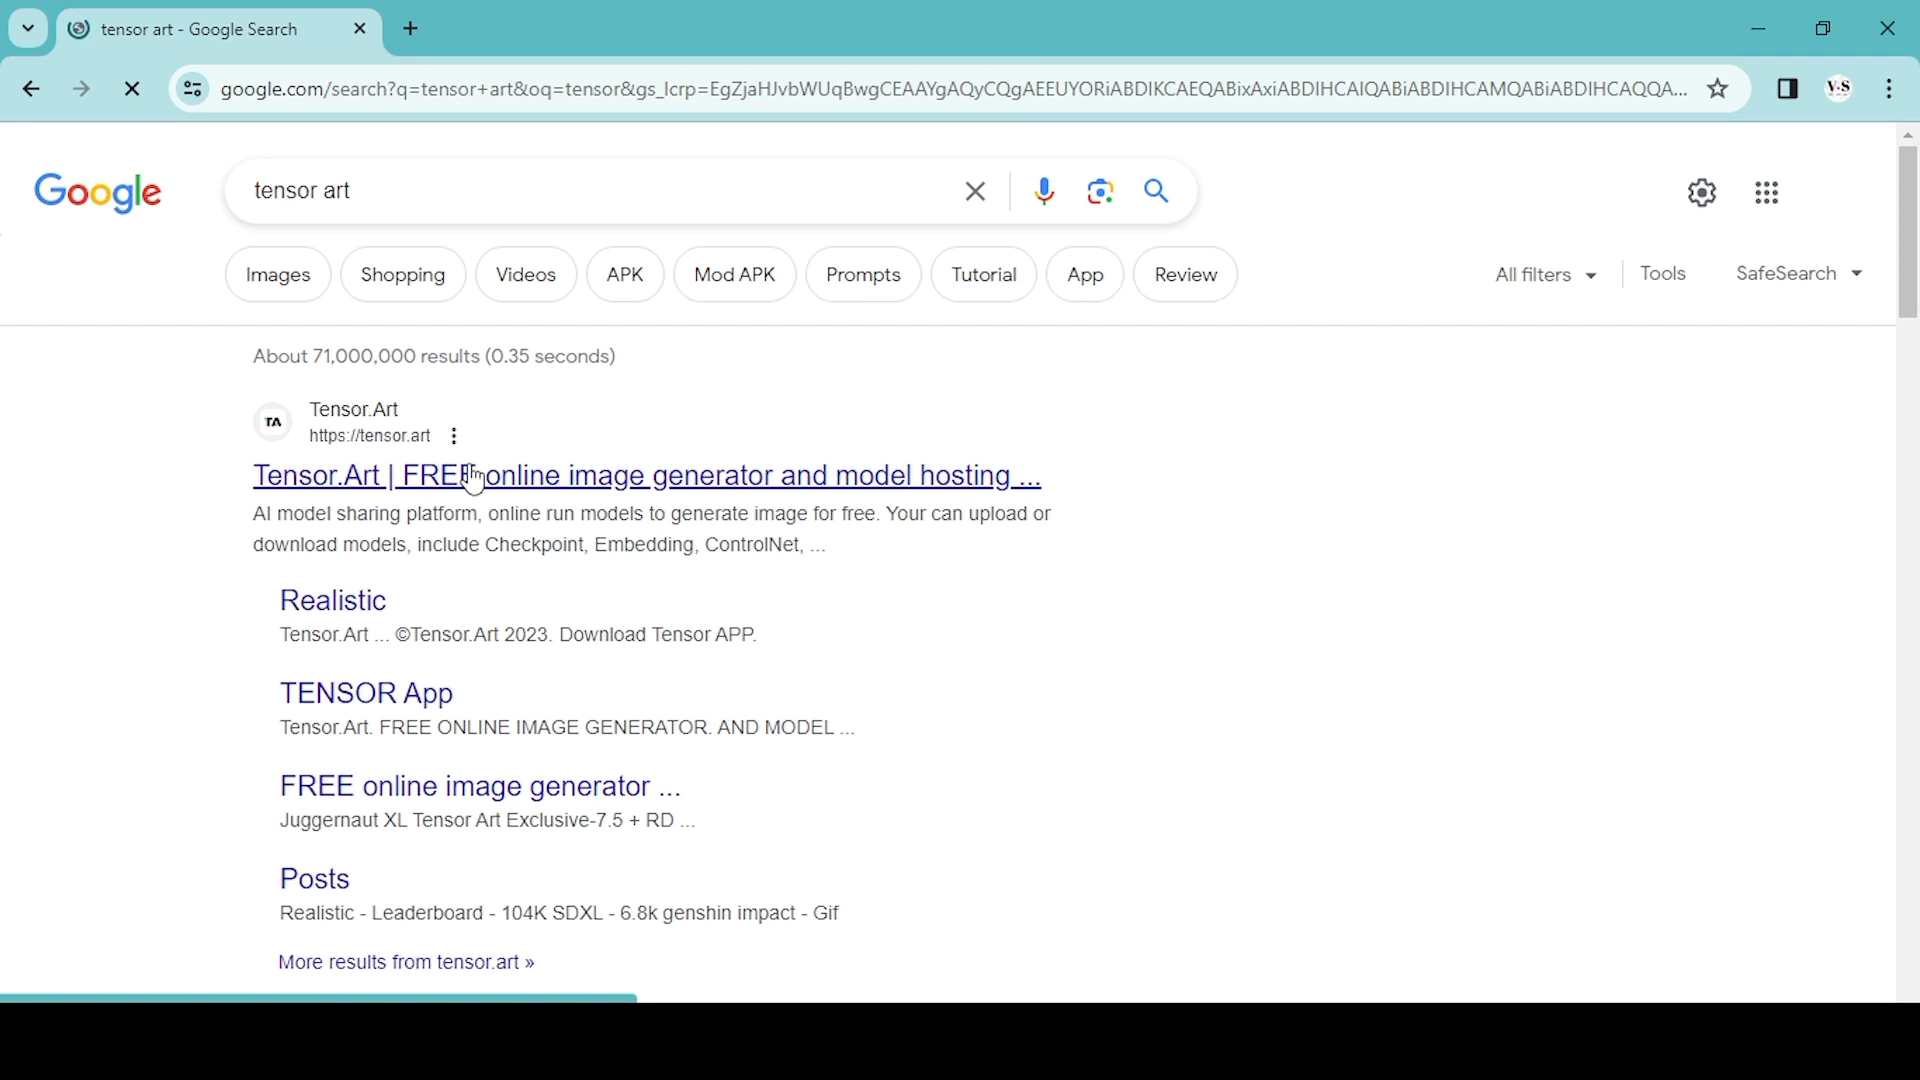 tensor art - Google Search
google.com/search?q=tensor+art&oq=tensor&gs_lcrp=EgZjaHJvbWUqBwgCEAAYgAQyCQgAEEUYORiABDIKCAEQABixAxiABDIHCAIQABiABDIHCAMQABiABDIHCAQQA...
V·S
Google
tensor art
Images
Shopping
Videos
APK
Mod APK
Prompts
Tutorial
App
Review
All filters
Tools
SafeSearch
About 71,000,000 results (0.35 seconds)
TA
Tensor.Art
https://tensor.art
Tensor.Art | FREE online image generator and model hosting ...
AI model sharing platform, online run models to generate image for free. Your can upload or
download models, include Checkpoint, Embedding, ControlNet, ...
Realistic
Tensor.Art ... ©Tensor.Art 2023. Download Tensor APP.
TENSOR App
Tensor.Art. FREE ONLINE IMAGE GENERATOR. AND MODEL ...
FREE online image generator ...
Juggernaut XL Tensor Art Exclusive-7.5 + RD ...
Posts
Realistic - Leaderboard - 104K SDXL - 6.8k genshin impact - Gif
More results from tensor.art »